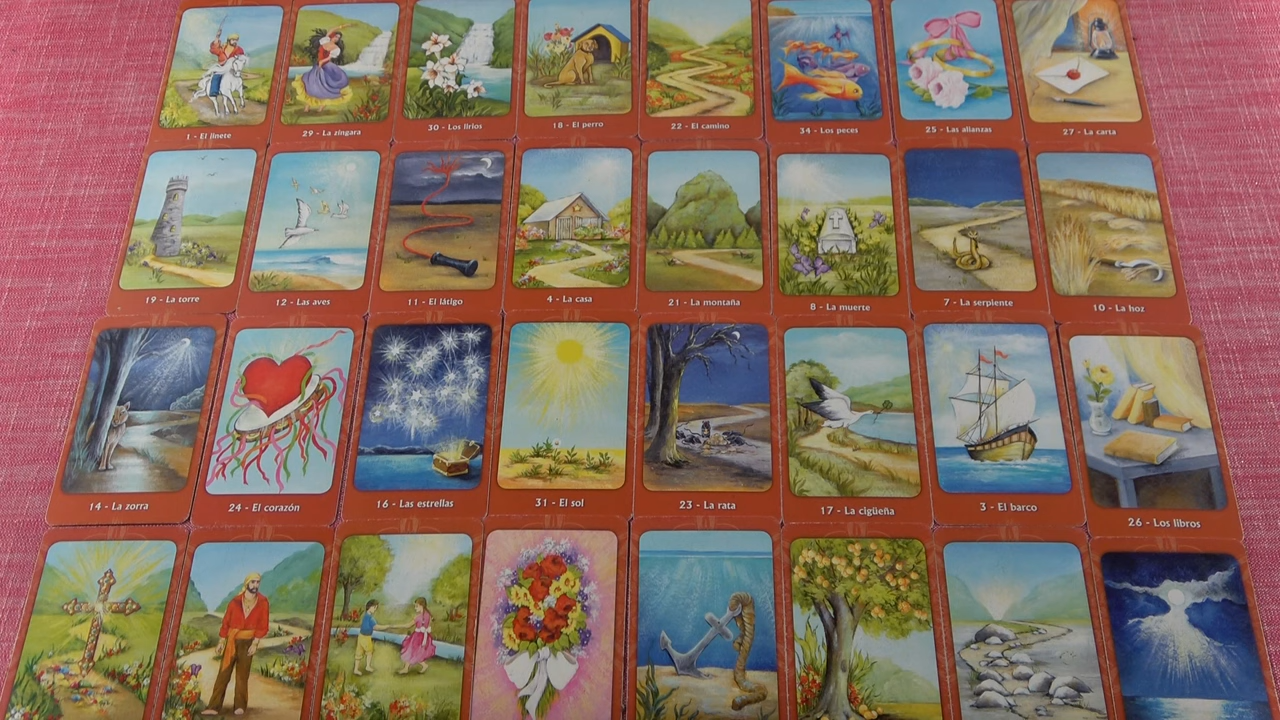 1 - El jinete
29 - La zíngara
30 - Los lirios
18 - El perro
22 - El camino
34 - Los peces
25 - Las alianzas
27 - La carta
19 - La torre
12 - Las aves
11 - El látigo
4 - La casa
21 - La montaña
8 - La muerte
7 - La serpiente
10 - La hoz
14 - La zorra
24 - El corazón
16 - Las estrellas
31 - El sol
23 - La rata
17 - La cigüeña
3 - El barco
26 - Los libros